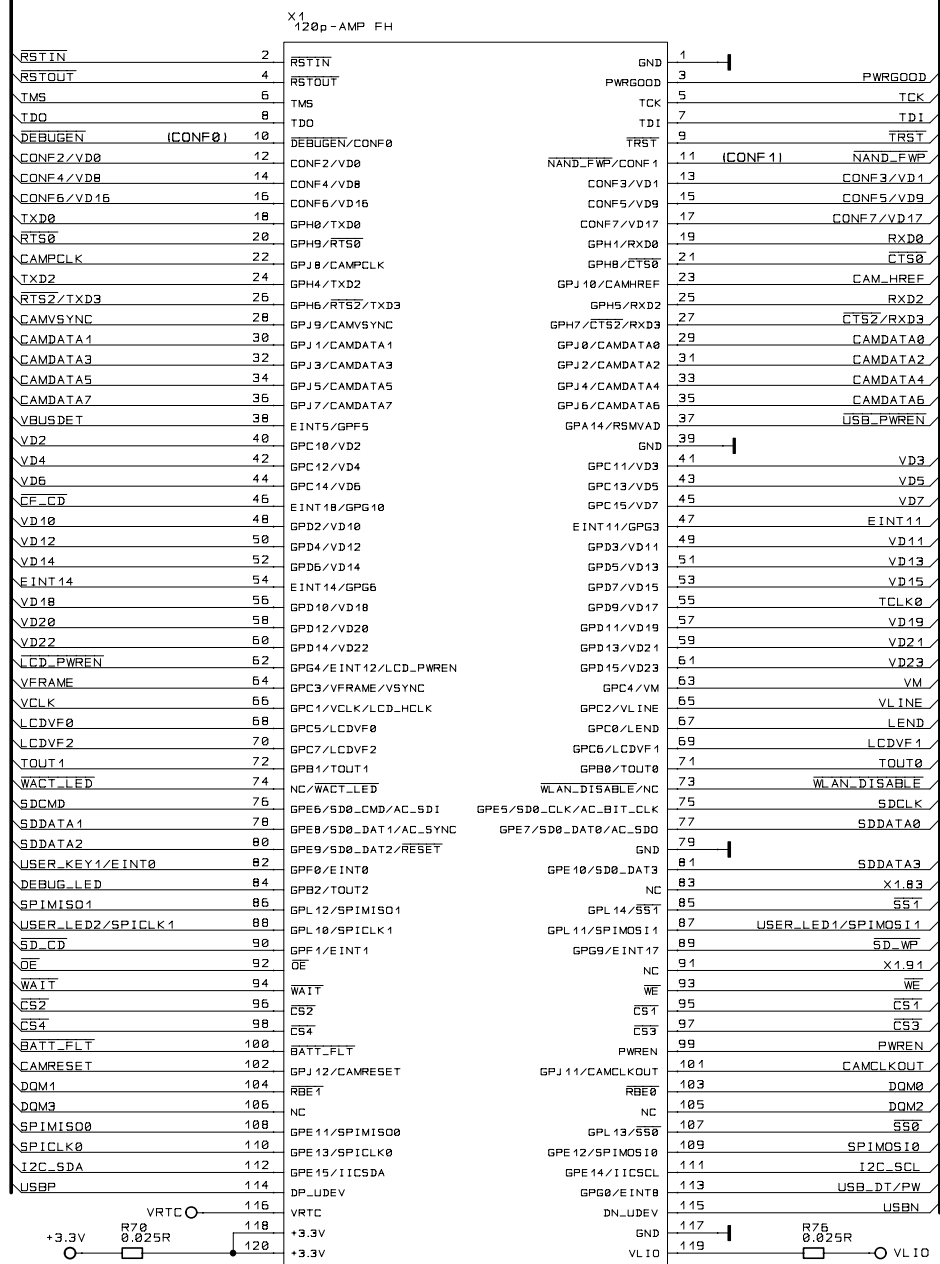 X1
120p-AMP FH
RSTIN 2 RSTIN GND 1
RSTOUT 4 RSTOUT PWRGOOD 3 PWRGOOD
TMS 6 TMS TCK 5 TCK
TDO 8 TDO TDI 7 TDI
DEBUGEN (CONF0) 10 DEBUGEN/CONF0 TRST 9 TRST
CONF2/VD0 12 CONF2/VD0 NAND_FWP/CONF1 11 (CONF1) NAND_FWP
CONF4/VD8 14 CONF4/VD8 CONF3/VD1 13 CONF3/VD1
CONF6/VD16 16 CONF6/VD16 CONF5/VD9 15 CONF5/VD9
TXD0 18 GPH0/TXD0 CONF7/VD17 17 CONF7/VD17
RTS0 20 GPH9/RTS0 GPH1/RXD0 19 RXD0
CAMPCLK 22 GPJ8/CAMPCLK GPH8/CTS0 21 CTS0
TXD2 24 GPH4/TXD2 GPJ10/CAMHREF 23 CAM_HREF
RTS2/TXD3 26 GPH6/RTS2/TXD3 GPH5/RXD2 25 RXD2
CAMVSYNC 28 GPJ9/CAMVSYNC GPH7/CTS2/RXD3 27 CTS2/RXD3
CAMDATA1 30 GPJ1/CAMDATA1 GPJ0/CAMDATA0 29 CAMDATA0
CAMDATA3 32 GPJ3/CAMDATA3 GPJ2/CAMDATA2 31 CAMDATA2
CAMDATA5 34 GPJ5/CAMDATA5 GPJ4/CAMDATA4 33 CAMDATA4
CAMDATA7 36 GPJ7/CAMDATA7 GPJ6/CAMDATA6 35 CAMDATA6
VBUSDET 38 EINT5/GPF5 GPA14/RSMVAD 37 USB_PWREN
VD2 40 GPC10/VD2 GND 39
VD4 42 GPC12/VD4 GPC11/VD3 41 VD3
VD6 44 GPC14/VD6 GPC13/VD5 43 VD5
CF_CD 46 EINT18/GPG10 GPC15/VD7 45 VD7
VD10 48 GPD2/VD10 EINT11/GPG3 47 EINT11
VD12 50 GPD4/VD12 GPD3/VD11 49 VD11
VD14 52 GPD6/VD14 GPD5/VD13 51 VD13
EINT14 54 EINT14/GPG6 GPD7/VD15 53 VD15
VD18 56 GPD10/VD18 GPD9/VD17 55 TCLK0
VD20 58 GPD12/VD20 GPD11/VD19 57 VD19
VD22 60 GPD14/VD22 GPD13/VD21 59 VD21
LCD_PWREN 62 GPG4/EINT12/LCD_PWREN GPD15/VD23 61 VD23
VFRAME 64 GPC3/VFRAME/VSYNC GPC4/VM 63 VM
VCLK 66 GPC1/VCLK/LCD_HCLK GPC2/VLINE 65 VLINE
LCDVF0 68 GPC5/LCDVF0 GPC0/LEND 67 LEND
LCDVF2 70 GPC7/LCDVF2 GPC6/LCDVF1 69 LCDVF1
TOUT1 72 GPB1/TOUT1 GPB0/TOUT0 71 TOUT0
WACT_LED 74 NC/WACT_LED WLAN_DISABLE/NC 73 WLAN_DISABLE
SDCMD 76 GPE6/SD0_CMD/AC_SDI GPE5/SD0_CLK/AC_BIT_CLK 75 SDCLK
SDDATA1 78 GPE8/SD0_DAT1/AC_SYNC GPE7/SD0_DAT0/AC_SDO 77 SDDATA0
SDDATA2 80 GPE9/SD0_DAT2/RESET GND 79
USER_KEY1/EINT0 82 GPF0/EINT0 GPE10/SD0_DAT3 81 SDDATA3
DEBUG_LED 84 GPB2/TOUT2 NC 83 X1.83
SPIMISO1 86 GPL12/SPIMISO1 GPL14/SS1 85 SS1
USER_LED2/SPICLK1 88 GPL10/SPICLK1 GPL11/SPIMOSI1 87 USER_LED1/SPIMOSI1
SD_CD 90 GPF1/EINT1 GPG9/EINT17 89 SD_WP
OE 92 OE NC 91 X1.91
WAIT 94 WAIT WE 93 WE
CS2 96 CS2 CS1 95 CS1
CS4 98 CS4 CS3 97 CS3
BATT_FLT 100 BATT_FLT PWREN 99 PWREN
CAMRESET 102 GPJ12/CAMRESET GPJ11/CAMCLKOUT 101 CAMCLKOUT
DQM1 104 RBE1 RBE0 103 DQM0
DQM3 106 NC NC 105 DQM2
SPIMISO0 108 GPE11/SPIMISO0 GPL13/SS0 107 SS0
SPICLK0 110 GPE13/SPICLK0 GPE12/SPIMOSI0 109 SPIMOSI0
I2C_SDA 112 GPE15/IICSDA GPE14/IICSCL 111 I2C_SCL
USBP 114 DP_UDEV GPG0/EINT8 113 USB_DT/PW
VRTC 116 VRTC DN_UDEV 115 USBN
118 +3.3V GND 117
+3.3V R70 0.025R 120 +3.3V VLIO 119 R76 0.025R VLIO